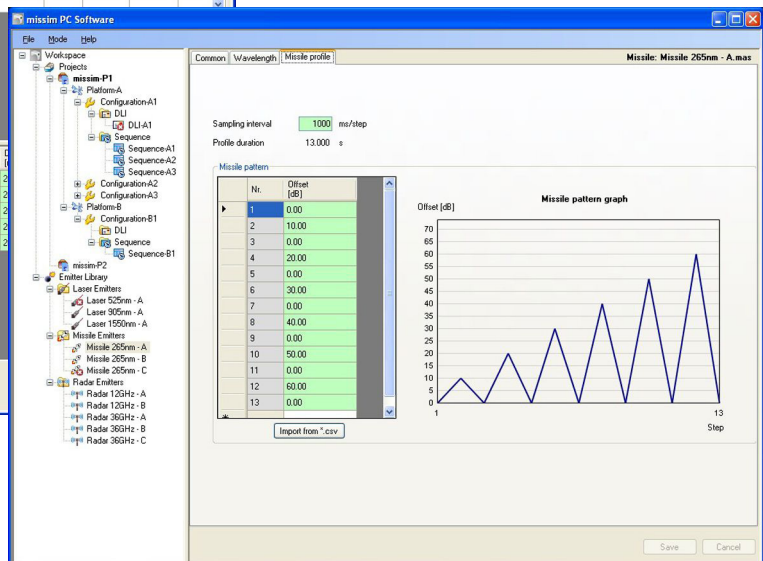 missim PC Software
File Mode Help
Workspace
Projects
missim-P1
Platform-A
Configuration-A1
DLI
DLI-A1
Sequence
Sequence-A1
Sequence-A2
Sequence-A3
Configuration-A2
Configuration-A3
Platform-B
Configuration-B1
DLI
Sequence
Sequence-B1
missim-P2
Emitter Library
Laser Emitters
Laser 525nm - A
Laser 905nm - A
Laser 1550nm - A
Missile Emitters
Missile 265nm - A
Missile 265nm - B
Missile 265nm - C
Radar Emitters
Radar 12GHz - A
Radar 12GHz - B
Radar 36GHz - A
Radar 36GHz - B
Radar 36GHz - C
Common Wavelength Missile profile Missile: Missile 265nm - A.mas
Sampling interval 1000 ms/step
Profile duration 13.000 s
Missile pattern
Nr. Offset
[dB]
1 0.00
2 10.00
3 0.00
4 20.00
5 0.00
6 30.00
7 0.00
8 40.00
9 0.00
10 50.00
11 0.00
12 60.00
13 0.00
*
Import from *.csv
Missile pattern graph
Offset [dB]
70
65
60
55
50
45
40
35
30
25
20
15
10
5
0
1 13
Step
Save Cancel